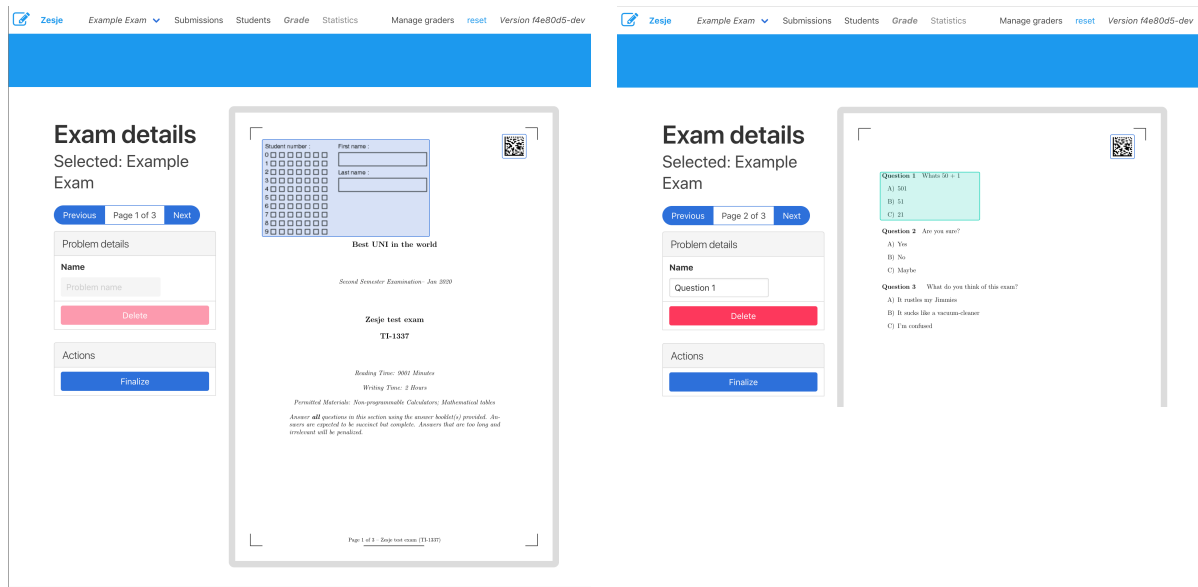 Zesje Example Exam Submissions Students Grade Statistics Manage graders reset Version f4e80d5-dev
Exam details
Selected: Example
Exam
Previous Page 1 of 3 Next
Problem details
Name
Problem name
Delete
Actions
Finalize
Student number : First name :
0
1
2 Last name :
3
4
5
6
7
8
9
Best UNI in the world
Second Semester Examination- Jan 2020
Zesje test exam
TI-1337
Reading Time: 9001 Minutes
Writing Time: 2 Hours
Permitted Materials: Non-programmable Calculators; Mathematical tables
Answer all questions in this section using the answer booklet(s) provided. An-
swers are expected to be succinct but complete. Answers that are too long and
irrelevant will be penalized.
Page 1 of 3 – Zesje test exam (TI-1337)
Zesje Example Exam Submissions Students Grade Statistics Manage graders reset Version f4e80d5-dev
Exam details
Selected: Example
Exam
Previous Page 2 of 3 Next
Problem details
Name
Question 1
Delete
Actions
Finalize
Question 1 Whats 50 + 1
A) 501
B) 51
C) 21
Question 2 Are you sure?
A) Yes
B) No
C) Maybe
Question 3 What do you think of this exam?
A) It rustles my Jimmies
B) It sucks like a vacuum-cleaner
C) I'm confused